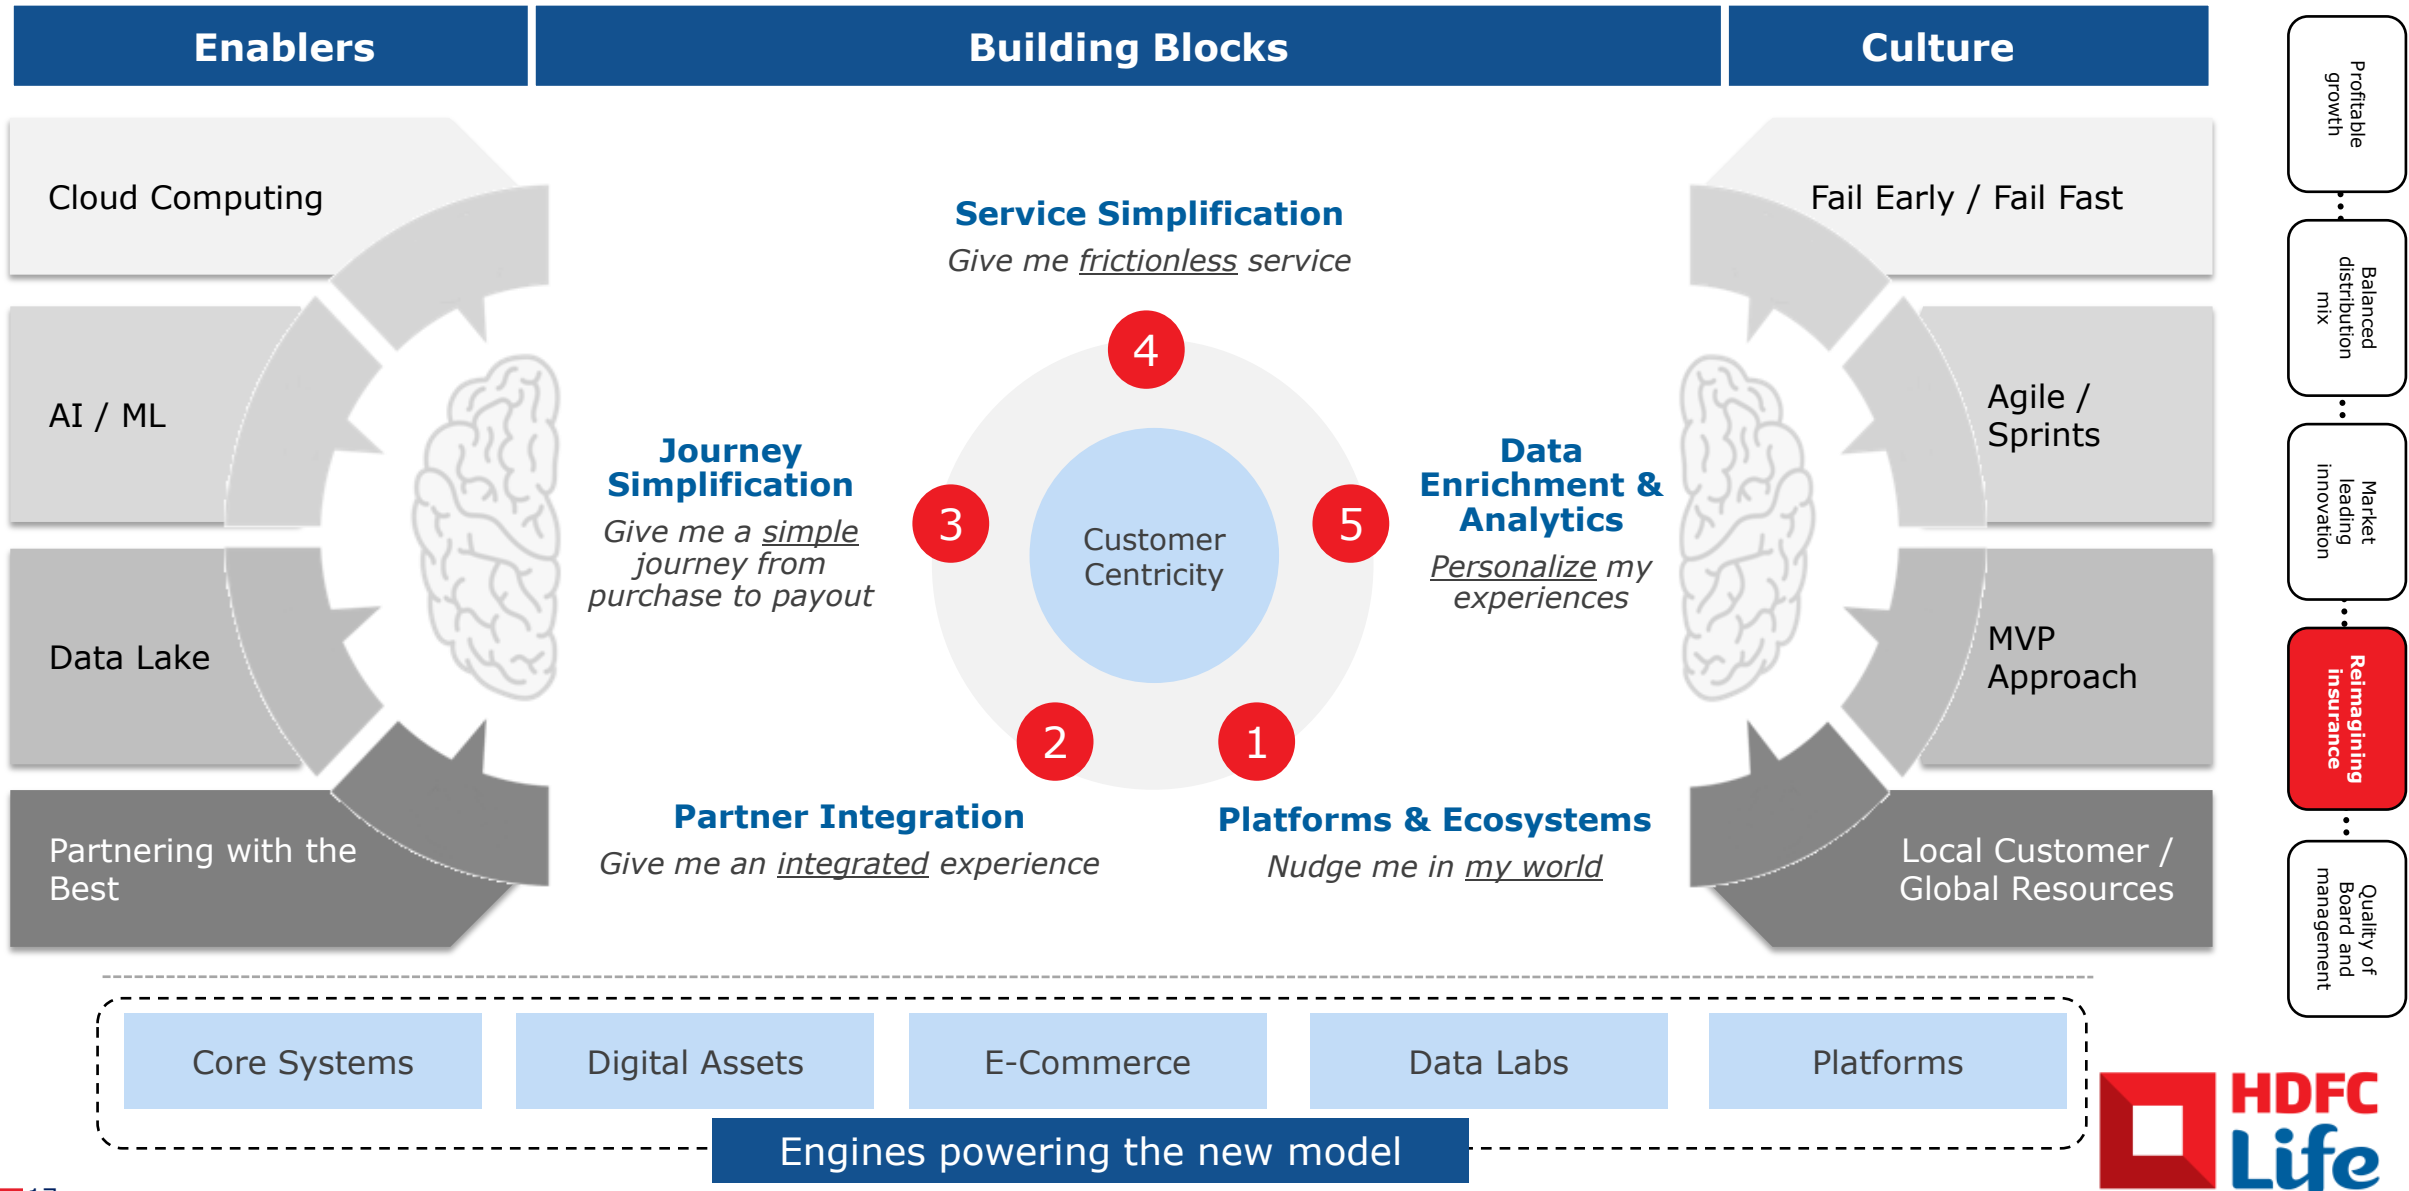 Enablers
Building Blocks
Culture
Cloud Computing
AI / ML
Data Lake
Partnering with the
Best
Service Simplification
Give me frictionless service
4
Journey
Simplification
Give me a simple
journey from
purchase to payout
3
Customer
Centricity
5
Data
Enrichment &
Analytics
Personalize my
experiences
2
1
Partner Integration
Give me an integrated experience
Platforms & Ecosystems
Nudge me in my world
Fail Early / Fail Fast
Agile /
Sprints
MVP
Approach
Local Customer /
Global Resources
Profitable
growth
Balanced
distribution
mix
Market
leading
innovation
Reimagining
insurance
Quality of
Board and
management
Core Systems
Digital Assets
E-Commerce
Data Labs
Platforms
Engines powering the new model
HDFC
Life
17